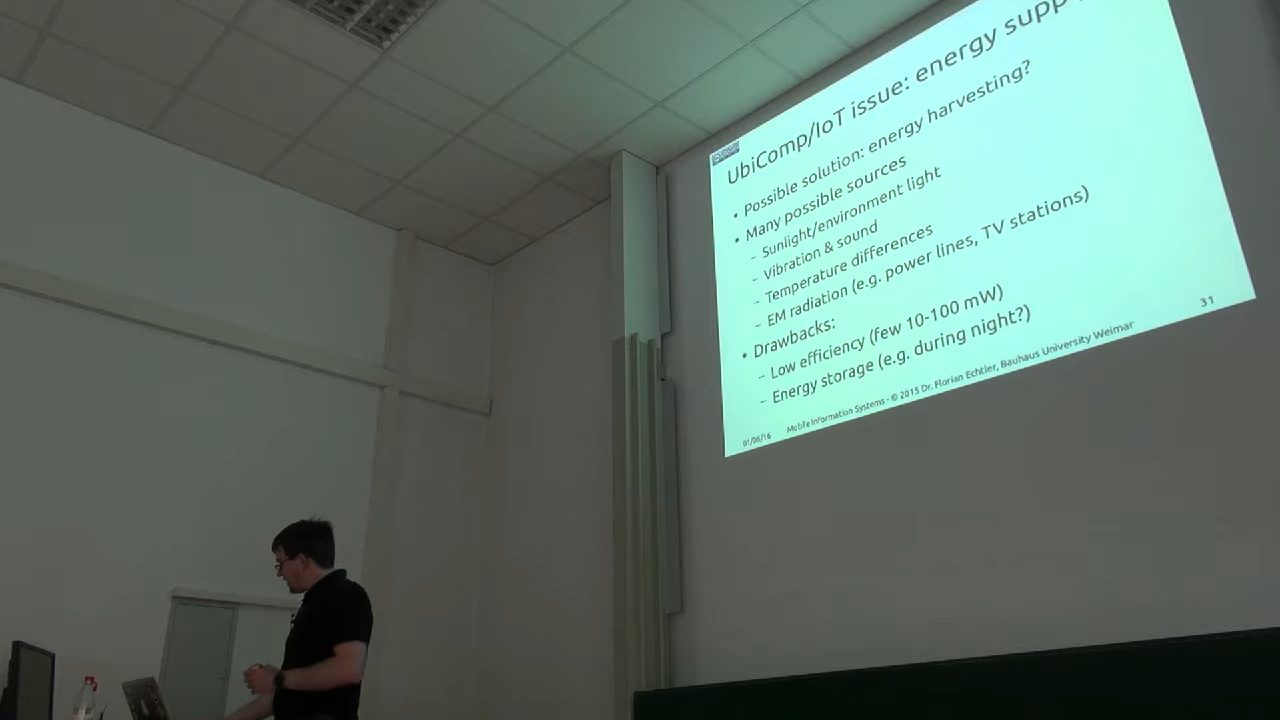 UbiComp/IoT issue: energy supp
• Possible solution: energy harvesting?
• Many possible sources
– Sunlight/environment light
– Vibration & sound
– Temperature differences
– EM radiation (e.g. power lines, TV stations)
• Drawbacks:
– Low efficiency (few 10-100 mW)
– Energy storage (e.g. during night?)
01/06/16
Mobile Information Systems - © 2015 Dr. Florian Echtler, Bauhaus University Weimar
31